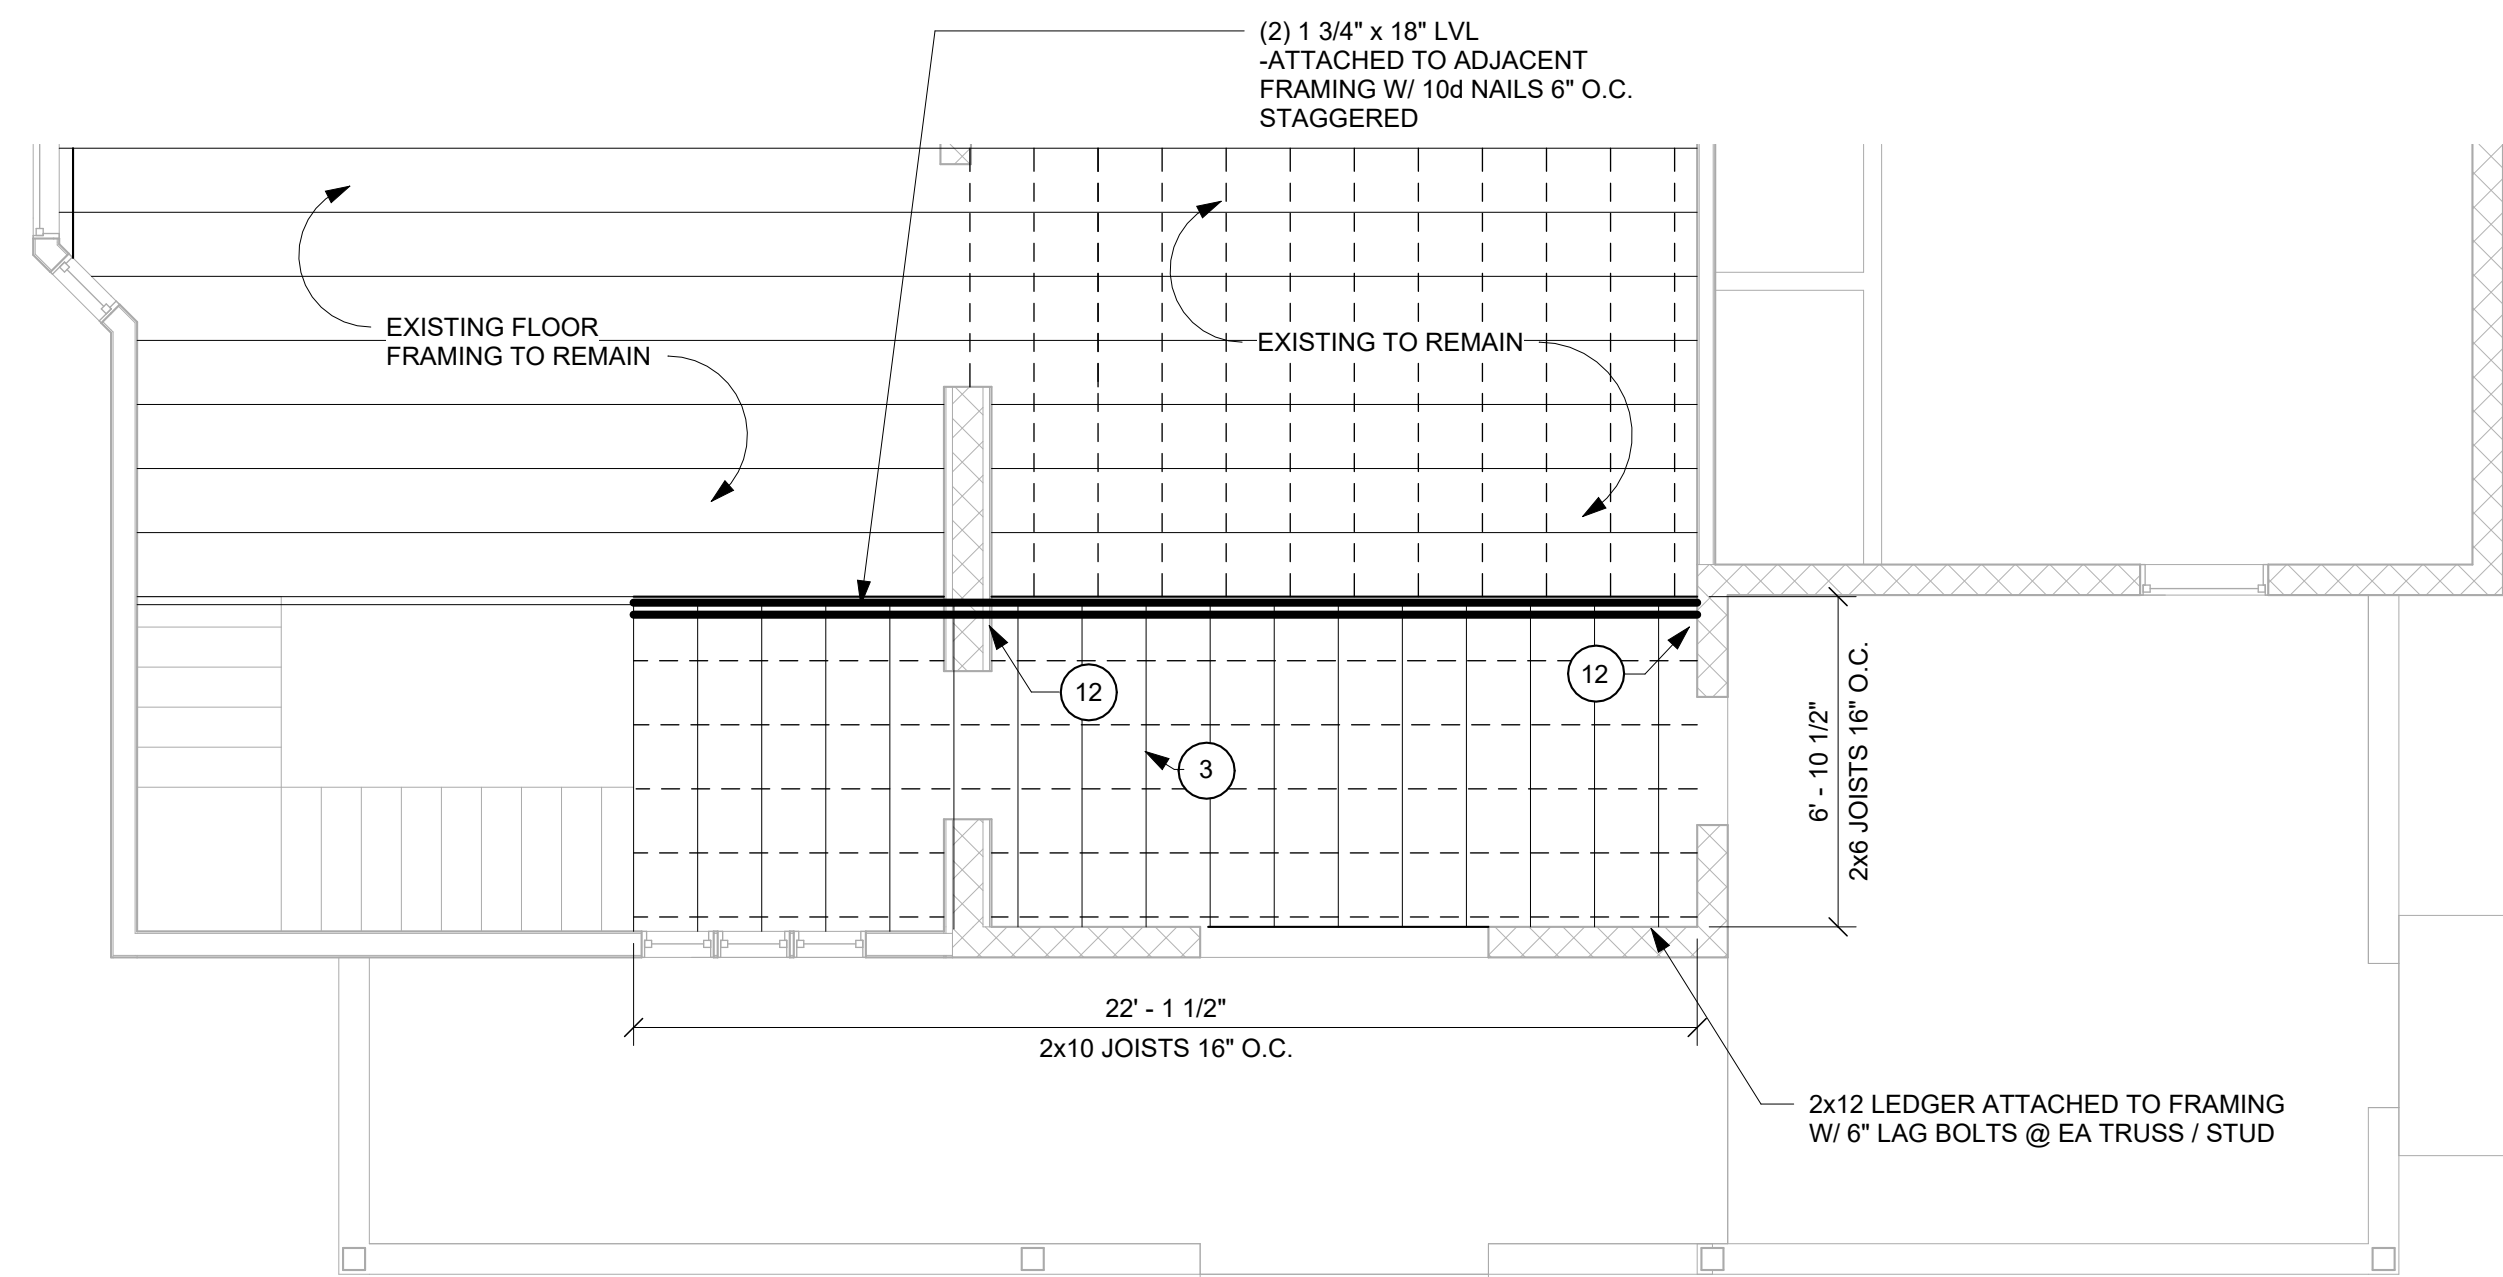 (2) 1 3/4" x 18" LVL
-ATTACHED TO ADJACENT
FRAMING W/ 10d NAILS 6" O.C.
STAGGERED
EXISTING FLOOR
FRAMING TO REMAIN
EXISTING TO REMAIN
12
12
3
6' - 10 1/2"
2x6 JOISTS 16" O.C.
22' - 1 1/2"
2x10 JOISTS 16" O.C.
2x12 LEDGER ATTACHED TO FRAMING
W/ 6" LAG BOLTS @ EA TRUSS / STUD